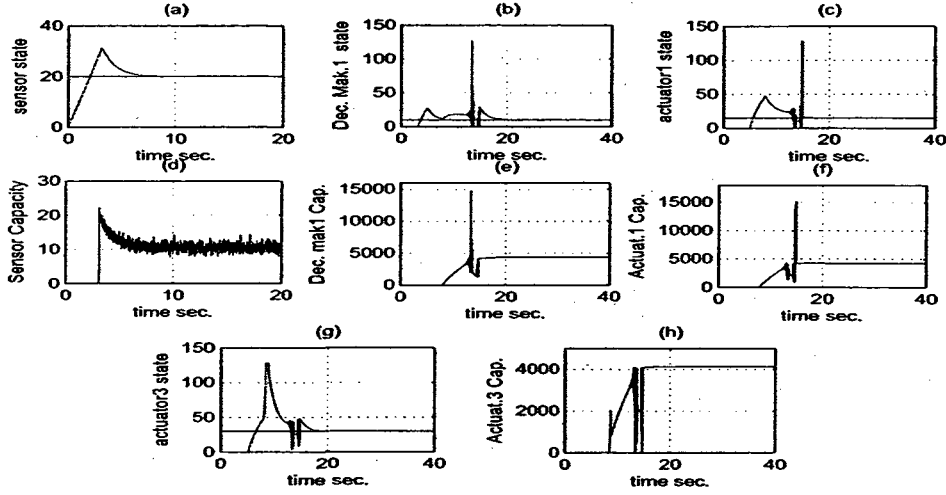 (a)
40
20
0
0
10
20
sensor state
time sec.
(b)
150
100
50
0
0
20
40
Dec. Mak.1 state
time sec.
(c)
150
100
50
0
0
20
40
actuator1 state
time sec.
(d)
30
20
10
0
0
10
20
Sensor Capacity
time sec.
(e)
15000
10000
5000
0
0
20
40
Dec. mak1 Cap.
time sec.
(f)
15000
10000
5000
0
0
20
40
Actuat.1 Cap.
time sec.
(g)
150
100
50
0
0
20
40
actuator3 state
time sec.
(h)
4000
2000
0
0
20
40
Actuat.3 Cap.
time sec.